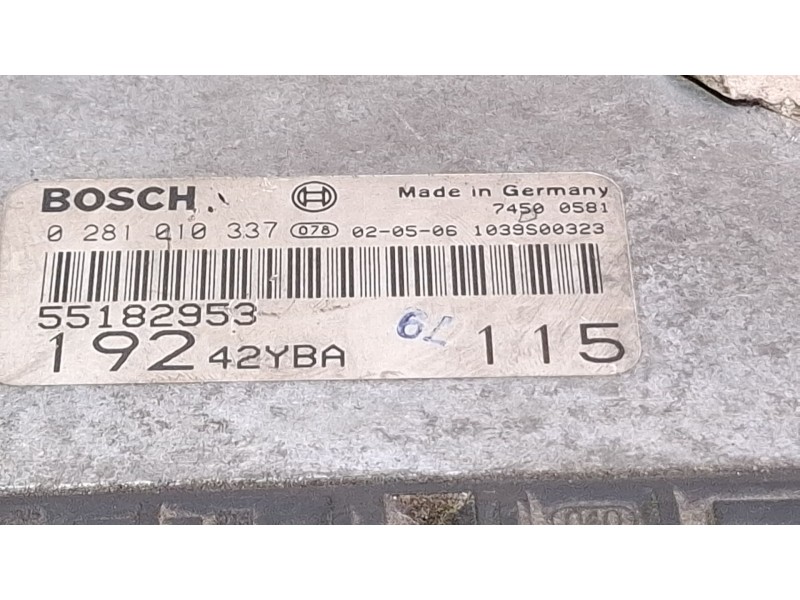 BOSCH
Made in Germany
7450 0581
0 281 010 337 078 02-05-06 1039S00323
55182953
192 42YBA 115